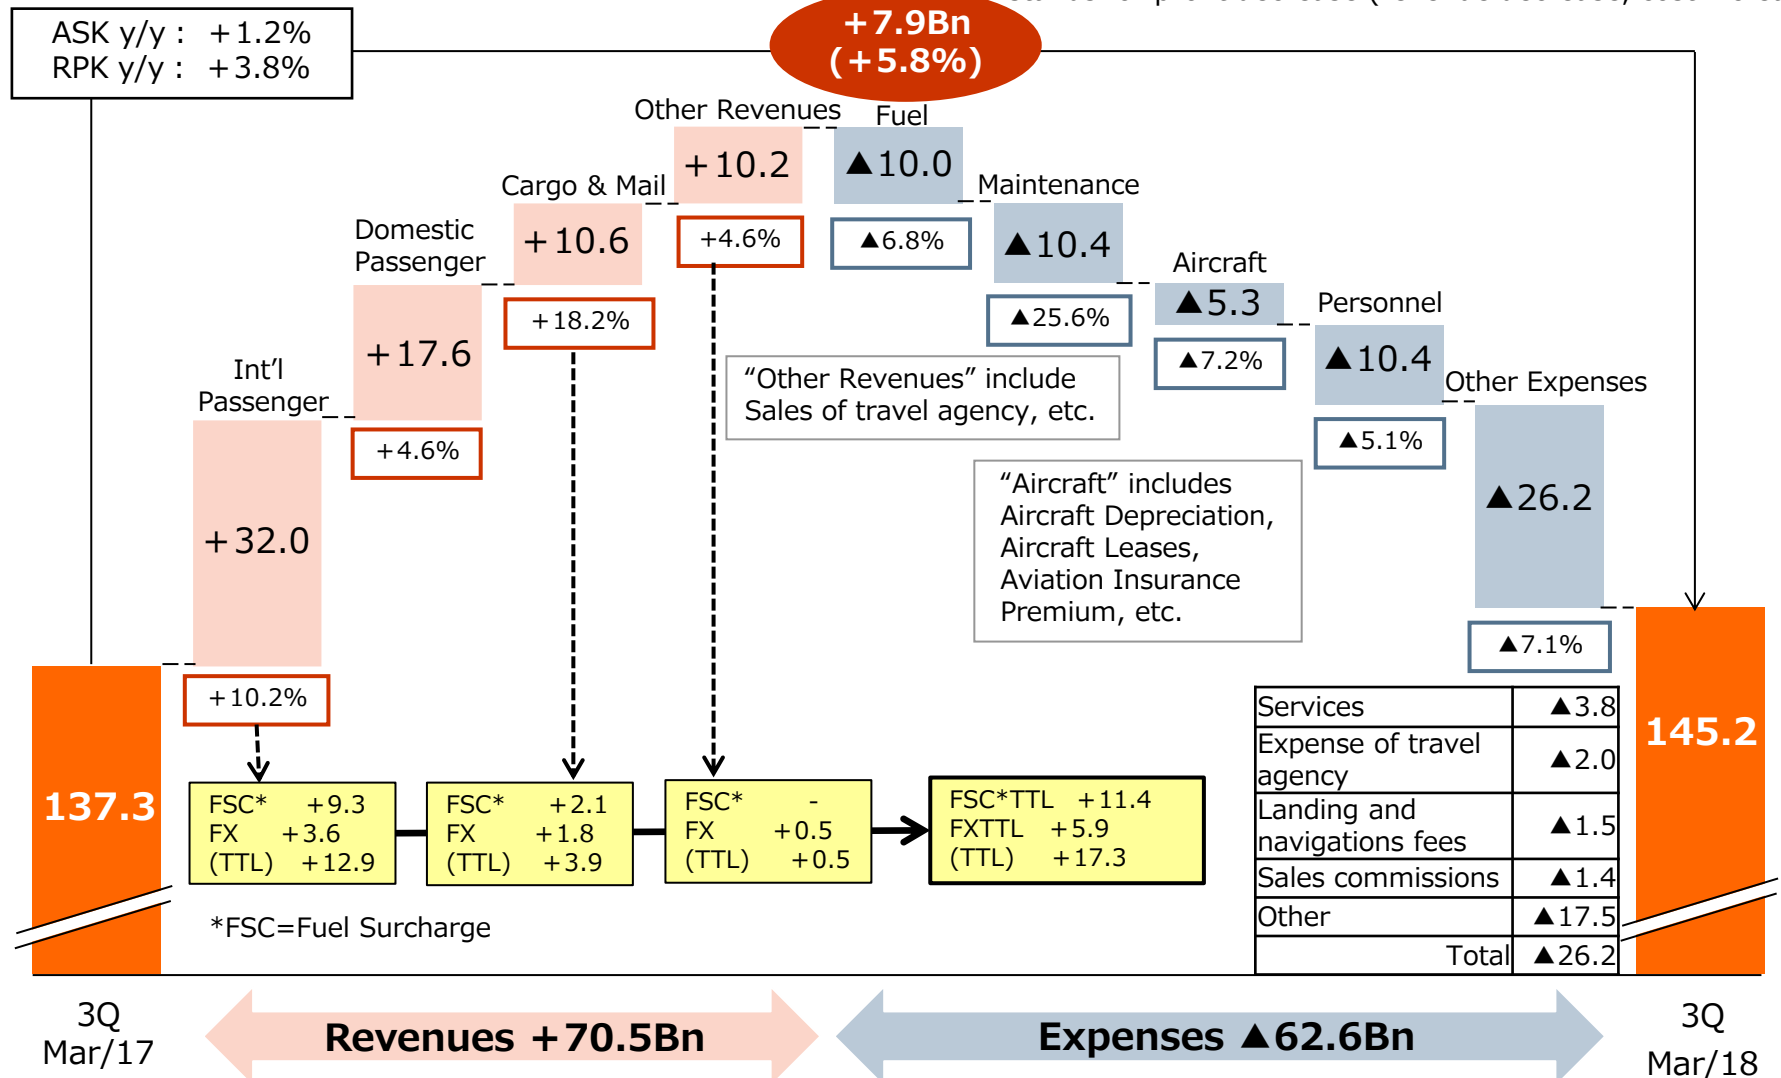 ASK y/y : +1.2%
RPK y/y : +3.8%
+7.9Bn
(+5.8%)
Other Revenues
Fuel
+10.2
▲10.0
Cargo & Mail
Maintenance
+10.6
+4.6%
▲6.8%
▲10.4
Domestic
Passenger
Aircraft
+17.6
+18.2%
▲25.6%
▲5.3
Personnel
Int'l
Passenger
▲7.2%
▲10.4
Other Expenses
"Other Revenues" include
Sales of travel agency, etc.
+4.6%
▲5.1%
+32.0
"Aircraft" includes
Aircraft Depreciation,
Aircraft Leases,
Aviation Insurance
Premium, etc.
▲26.2
▲7.1%
+10.2%
137.3
145.2
FSC* +9.3
FX +3.6
(TTL) +12.9
FSC* +2.1
FX +1.8
(TTL) +3.9
FSC* -
FX +0.5
(TTL) +0.5
FSC*TTL +11.4
FXTTL +5.9
(TTL) +17.3
Services ▲3.8
Expense of travel
agency ▲2.0
Landing and
navigations fees ▲1.5
Sales commissions ▲1.4
Other ▲17.5
Total ▲26.2
*FSC=Fuel Surcharge
3Q
Mar/17
Revenues +70.5Bn
Expenses ▲62.6Bn
3Q
Mar/18